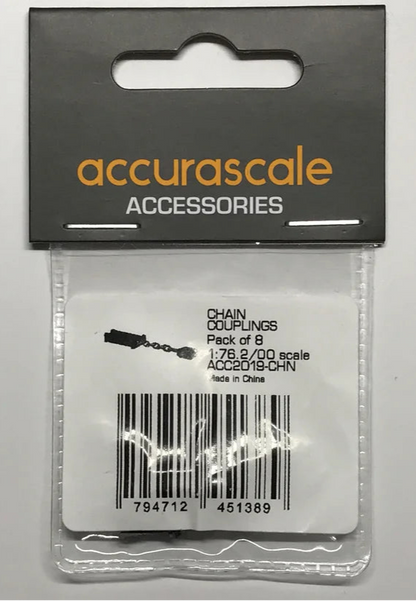 accurascale
ACCESSORIES
CHAIN
COUPLINGS
Pack of 8
1:76.2/00 scale
ACC2019-CHN
Made in China
794712 451389